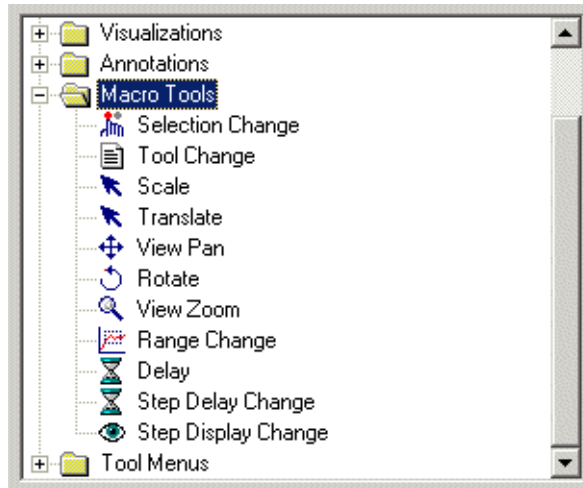 Visualizations
Annotations
Macro Tools
Selection Change
Tool Change
Scale
Translate
View Pan
Rotate
View Zoom
Range Change
Delay
Step Delay Change
Step Display Change
Tool Menus